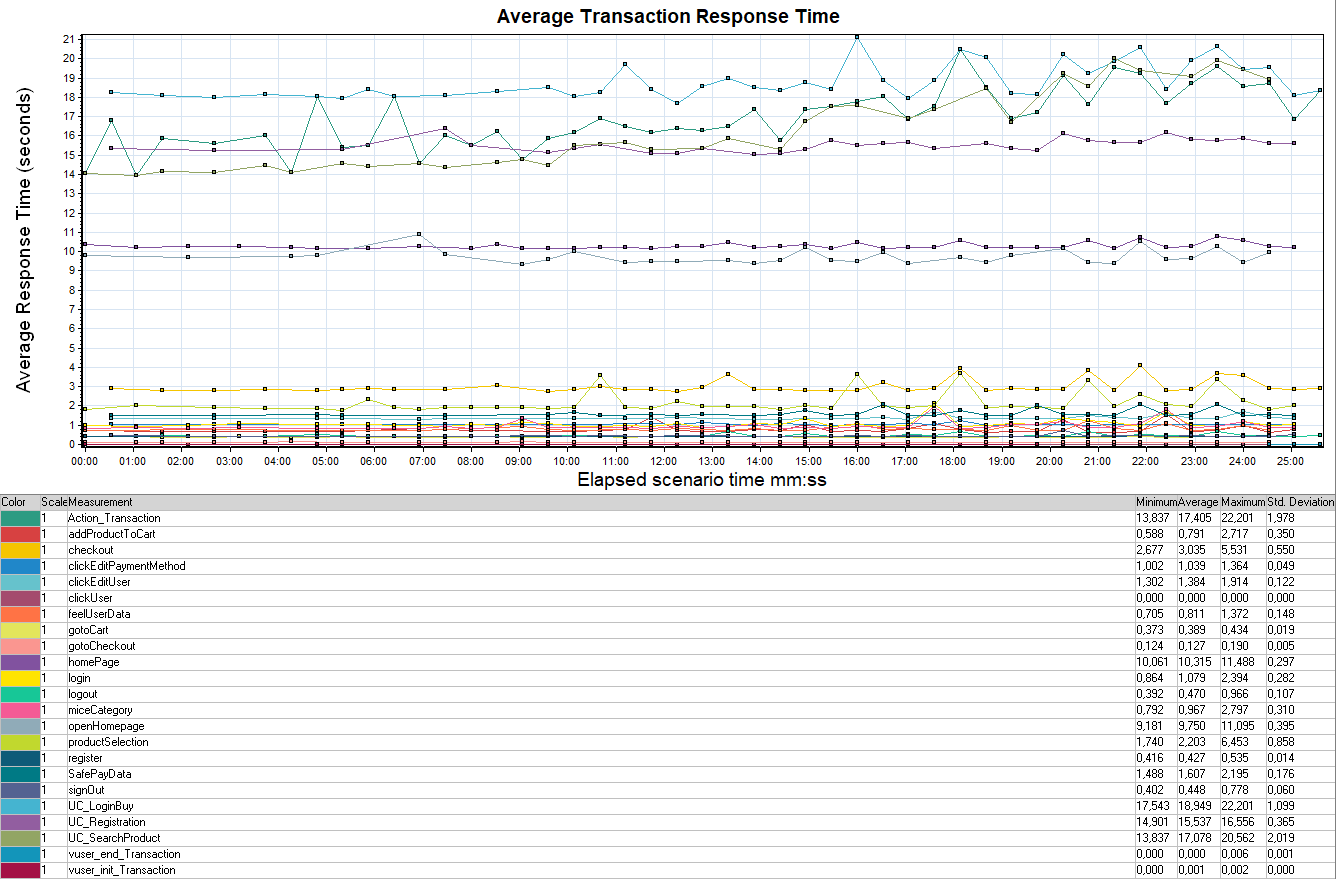 Average Transaction Response Time
Average Response Time (seconds)
21
20
19
18
17
16
15
14
13
12
11
10
9
8
7
6
5
4
3
2
1
0
00:00 01:00 02:00 03:00 04:00 05:00 06:00 07:00 08:00 09:00 10:00 11:00 12:00 13:00 14:00 15:00 16:00 17:00 18:00 19:00 20:00 21:00 22:00 23:00 24:00 25:00
Elapsed scenario time mm:ss
Color Scale Measurement Minimum Average Maximum Std. Deviation
1 Action_Transaction 13,837 17,405 22,201 1,978
1 addProductToCart 0,588 0,791 2,717 0,350
1 checkout 2,677 3,035 5,531 0,550
1 clickEditPaymentMethod 1,002 1,039 1,364 0,049
1 clickEditUser 1,302 1,384 1,914 0,122
1 clickUser 0,000 0,000 0,000 0,000
1 feelUserData 0,705 0,811 1,372 0,148
1 gotoCart 0,373 0,389 0,434 0,019
1 gotoCheckout 0,124 0,127 0,190 0,005
1 homePage 10,061 10,315 11,488 0,297
1 login 0,864 1,079 2,394 0,282
1 logout 0,392 0,470 0,966 0,107
1 miceCategory 0,792 0,967 2,797 0,310
1 openHomepage 9,181 9,750 11,095 0,395
1 productSelection 1,740 2,203 6,453 0,858
1 register 0,416 0,427 0,535 0,014
1 SafePayData 1,488 1,607 2,195 0,176
1 signOut 0,402 0,448 0,778 0,060
1 UC_LoginBuy 17,543 18,949 22,201 1,099
1 UC_Registration 14,901 15,537 16,556 0,365
1 UC_SearchProduct 13,837 17,078 20,562 2,019
1 vuser_end_Transaction 0,000 0,000 0,006 0,001
1 vuser_init_Transaction 0,000 0,001 0,002 0,000